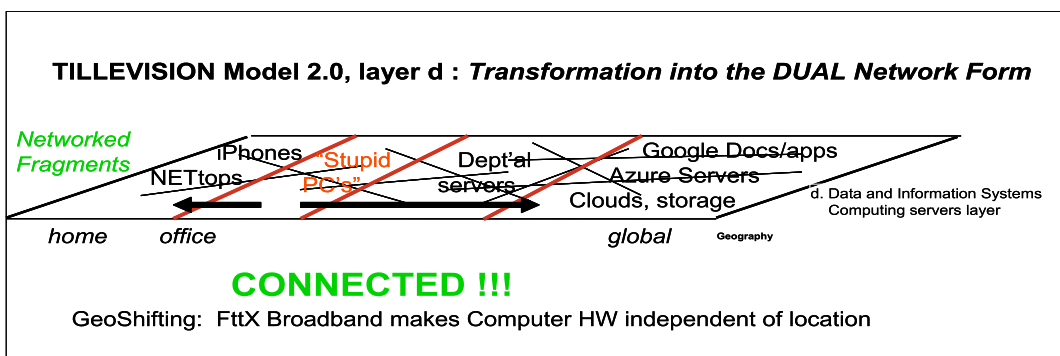 TILLEVISION Model 2.0, layer d : Transformation into the DUAL Network Form
Networked
Fragments
iPhones
NETtops
"Stupid
PC's"
Dept'al
servers
Google Docs/apps
Azure Servers
Clouds, storage
d. Data and Information Systems
Computing servers layer
home
office
global
Geography
CONNECTED !!!
GeoShifting: FttX Broadband makes Computer HW independent of location